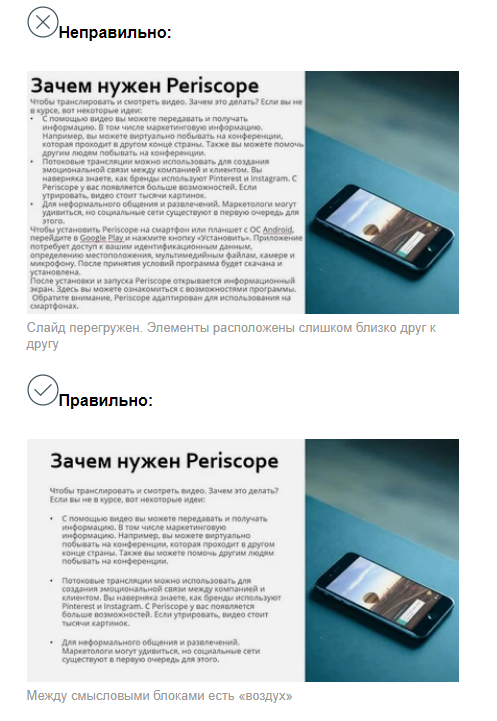 Неправильно:
Зачем нужен Periscope
Чтобы транслировать и смотреть видео. Зачем это делать? Если вы не
в курсе, вот некоторые идеи:
• С помощью видео вы можете передавать и получать
информацию. В том числе маркетинговую информацию.
Например, вы можете виртуально побывать на конференции,
которая проходит в другом конце страны. Также вы можете помочь
другим людям побывать на конференции.
• Потоковые трансляции можно использовать для создания
эмоциональной связи между компанией и клиентом. Вы
наверняка знаете, как бренды используют Pinterest и Instagram. С
Periscope у вас появляется больше возможностей. Если
утрировать, видео стоит тысячи картинок.
• Для неформального общения и развлечений. Маркетологи могут
удивиться, но социальные сети существуют в первую очередь для
этого.
Чтобы установить Periscope на смартфон или планшет с ОС Android,
перейдите в Google Play и нажмите кнопку «Установить». Приложение
потребует доступ к вашим идентификационным данным,
определению местоположения, мультимедийным файлам, камере и
микрофону. После принятия условий программа будет скачана и
установлена.
После установки и запуска Periscope открывается информационный
экран. Здесь вы можете ознакомиться с возможностями программы.
Обратите внимание, Periscope адаптирован для использования на
смартфонах.
Слайд перегружен. Элементы расположены слишком близко друг к
другу
Правильно:
Зачем нужен Periscope
Чтобы транслировать и смотреть видео. Зачем это делать?
Если вы не в курсе, вот некоторые идеи:
• С помощью видео вы можете передавать и получать
информацию. В том числе маркетинговую
информацию. Например, вы можете виртуально
побывать на конференции, которая проходит в другом
конце страны. Также вы можете помочь другим людям
побывать на конференции.
• Потоковые трансляции можно использовать для
создания эмоциональной связи между компанией и
клиентом. Вы наверняка знаете, как бренды используют
Pinterest и Instagram. С Periscope у вас появляется
больше возможностей. Если утрировать, видео стоит
тысячи картинок.
• Для неформального общения и развлечений.
Маркетологи могут удивиться, но социальные сети
существуют в первую очередь для этого.
Между смысловыми блоками есть «воздух»